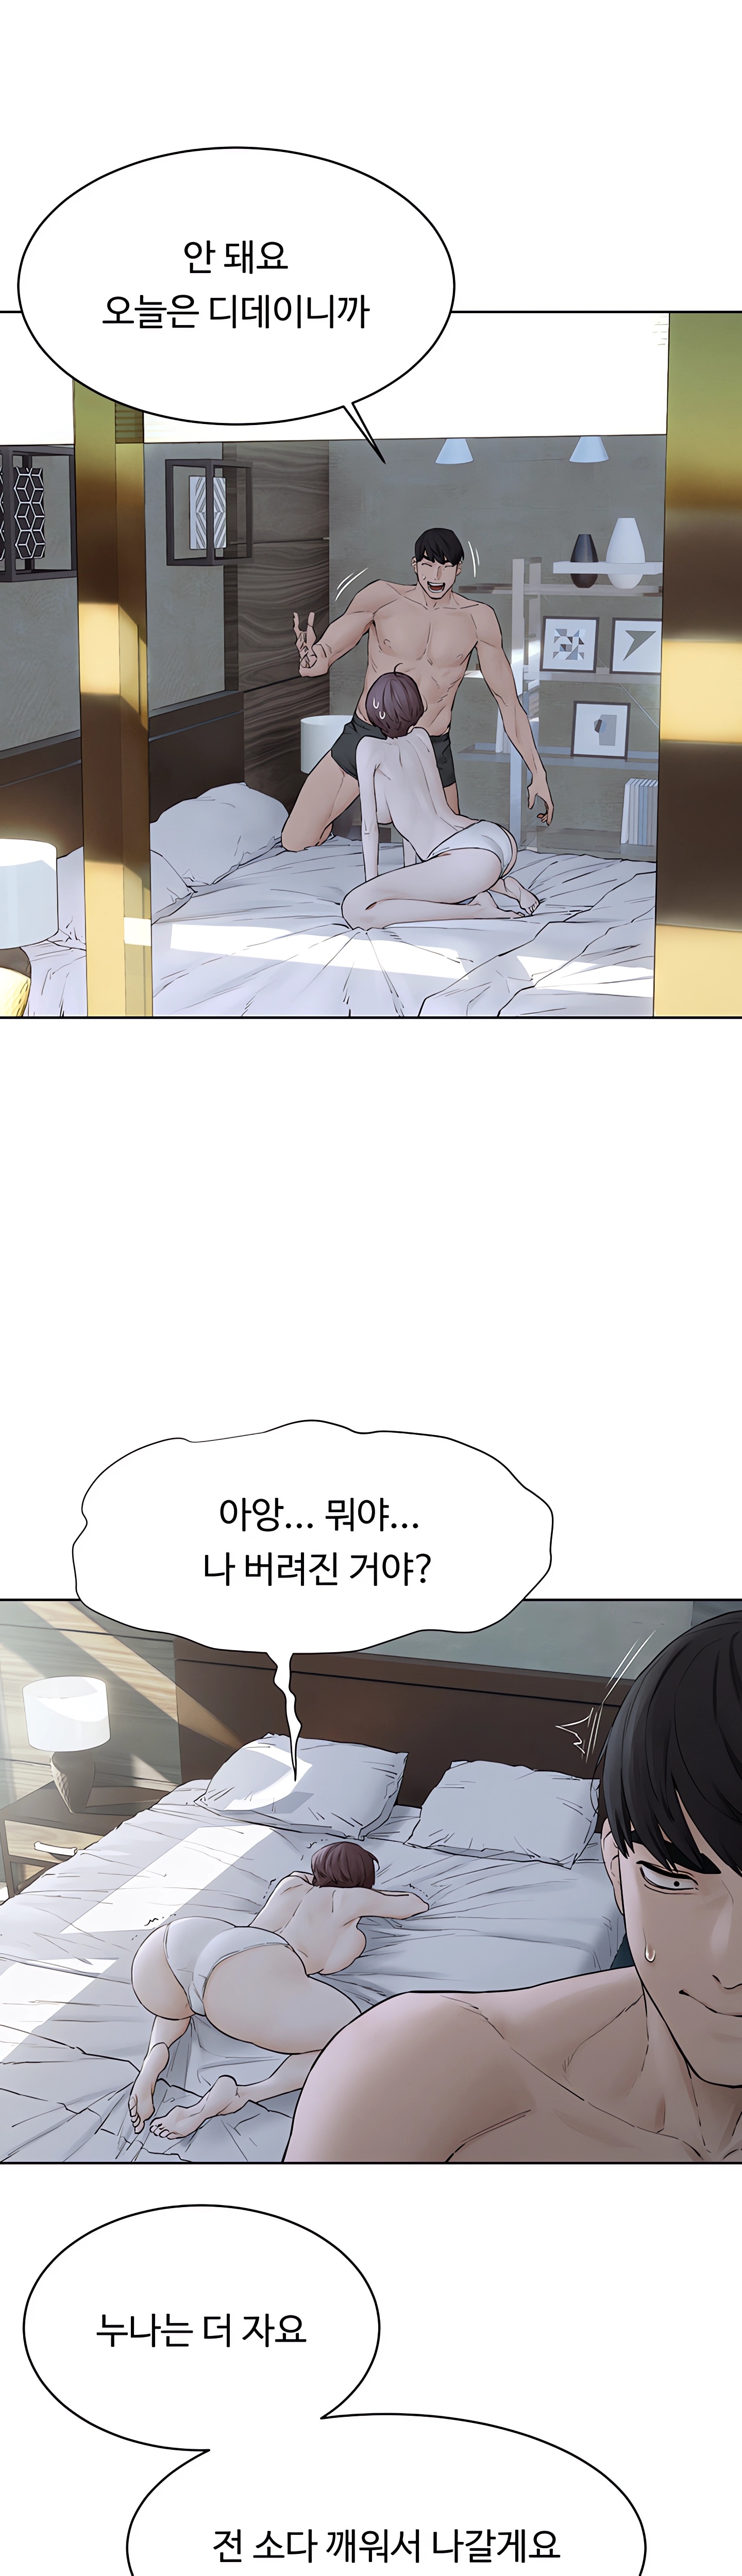 안 돼요
오늘은 디데이니까
아앙... 뭐야...
나 버려진 거야?
누나는 더 자요
전 소다 깨워서 나갈게요